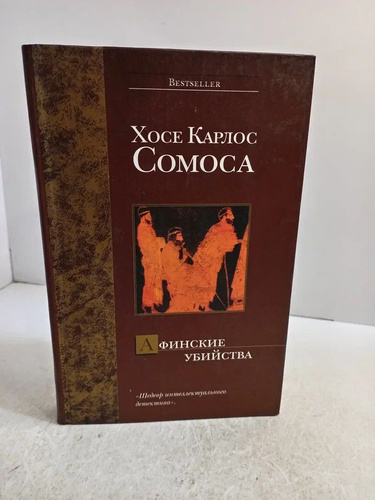 Bestseller
Хосе Карлос
Сомоса
Афинские
убийства
«Шедевр интеллектуального
детектива».